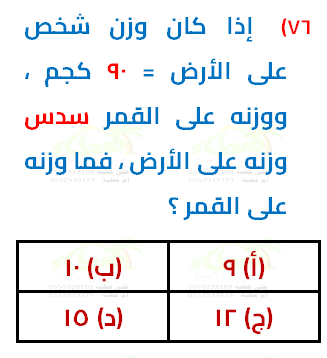 ٧٦) إذا كان وزن شخص
على الأرض = ٩٠ كجم ،
ووزنه على القمر سدس
وزنه على الأرض ، فما وزنه
على القمر ؟
(أ) ٩ (ب) ١٠
(ج) ١٢ (د) ١٥